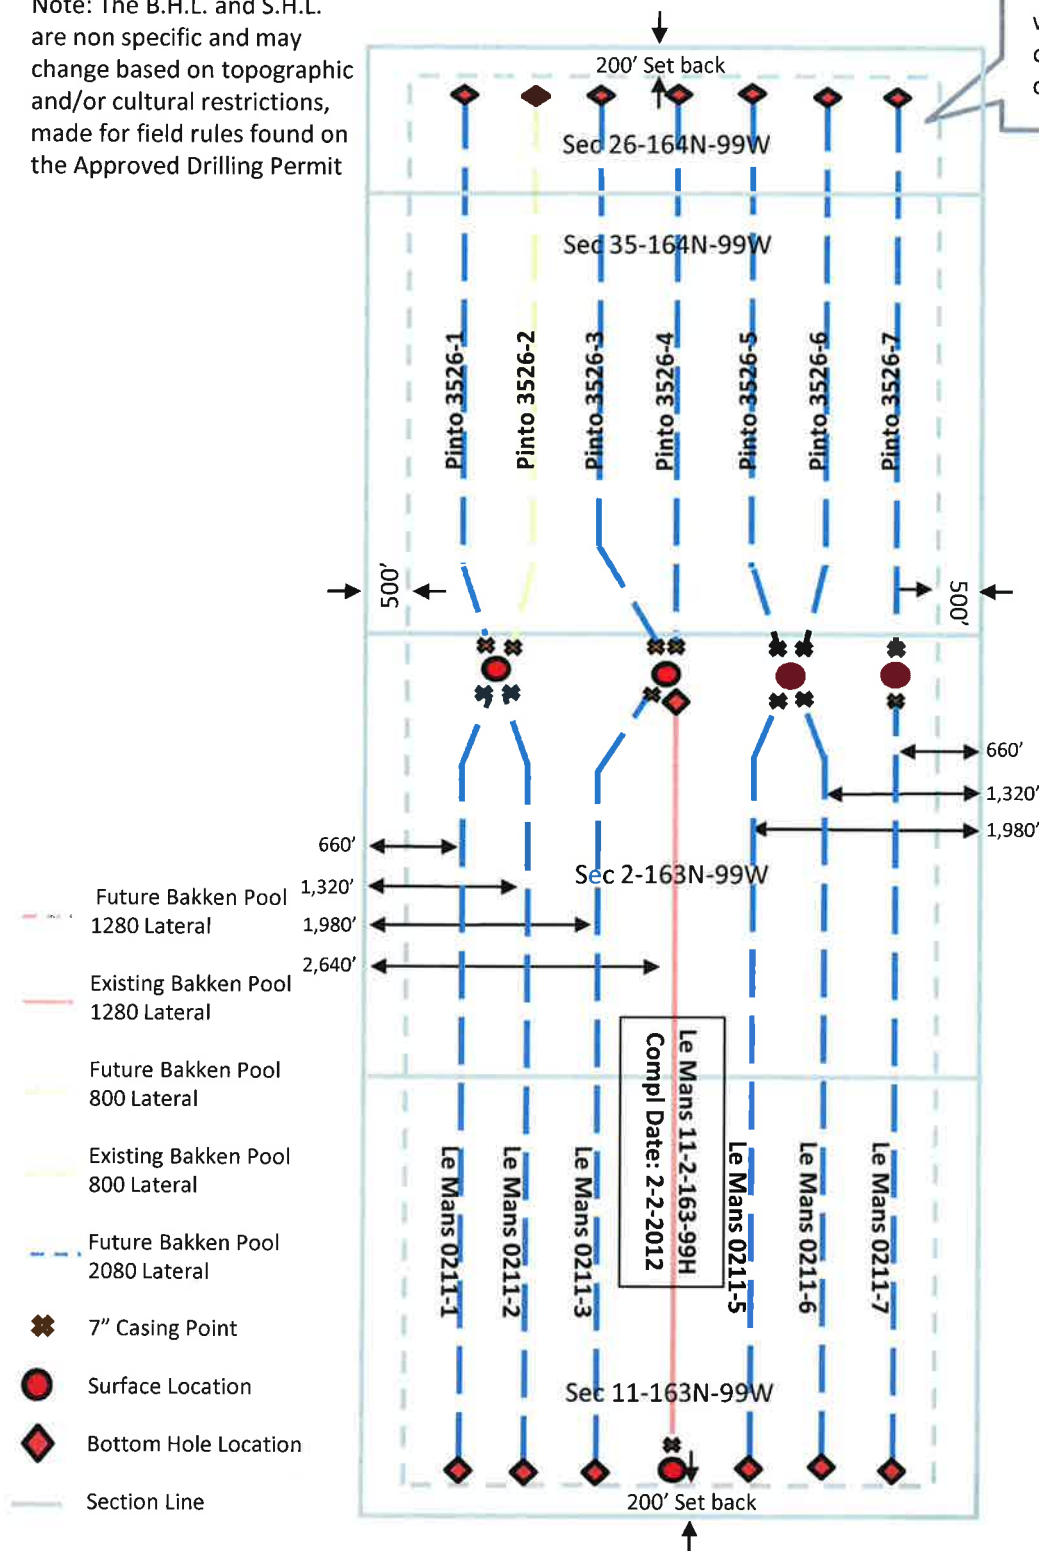 Note: The B.H.L. and S.H.L.
are non specific and may
change based on topographic
and/or cultural restrictions,
made for field rules found on
the Approved Drilling Permit
200' Set back
Sec 26-164N-99W
Sec 35-164N-99W
Pinto 3526-1
Pinto 3526-2
Pinto 3526-3
Pinto 3526-4
Pinto 3526-5
Pinto 3526-6
Pinto 3526-7
500'
500'
660'
1,320'
1,980'
660'
1,320'
1,980'
2,640'
Sec 2-163N-99W
Le Mans 11-2-163-99H
Compl Date: 2-2-2012
Le Mans 0211-1
Le Mans 0211-2
Le Mans 0211-3
Le Mans 0211-5
Le Mans 0211-6
Le Mans 0211-7
Sec 11-163N-99W
200' Set back
Future Bakken Pool
1280 Lateral
Existing Bakken Pool
1280 Lateral
Future Bakken Pool
800 Lateral
Existing Bakken Pool
800 Lateral
Future Bakken Pool
2080 Lateral
7" Casing Point
Surface Location
Bottom Hole Location
Section Line